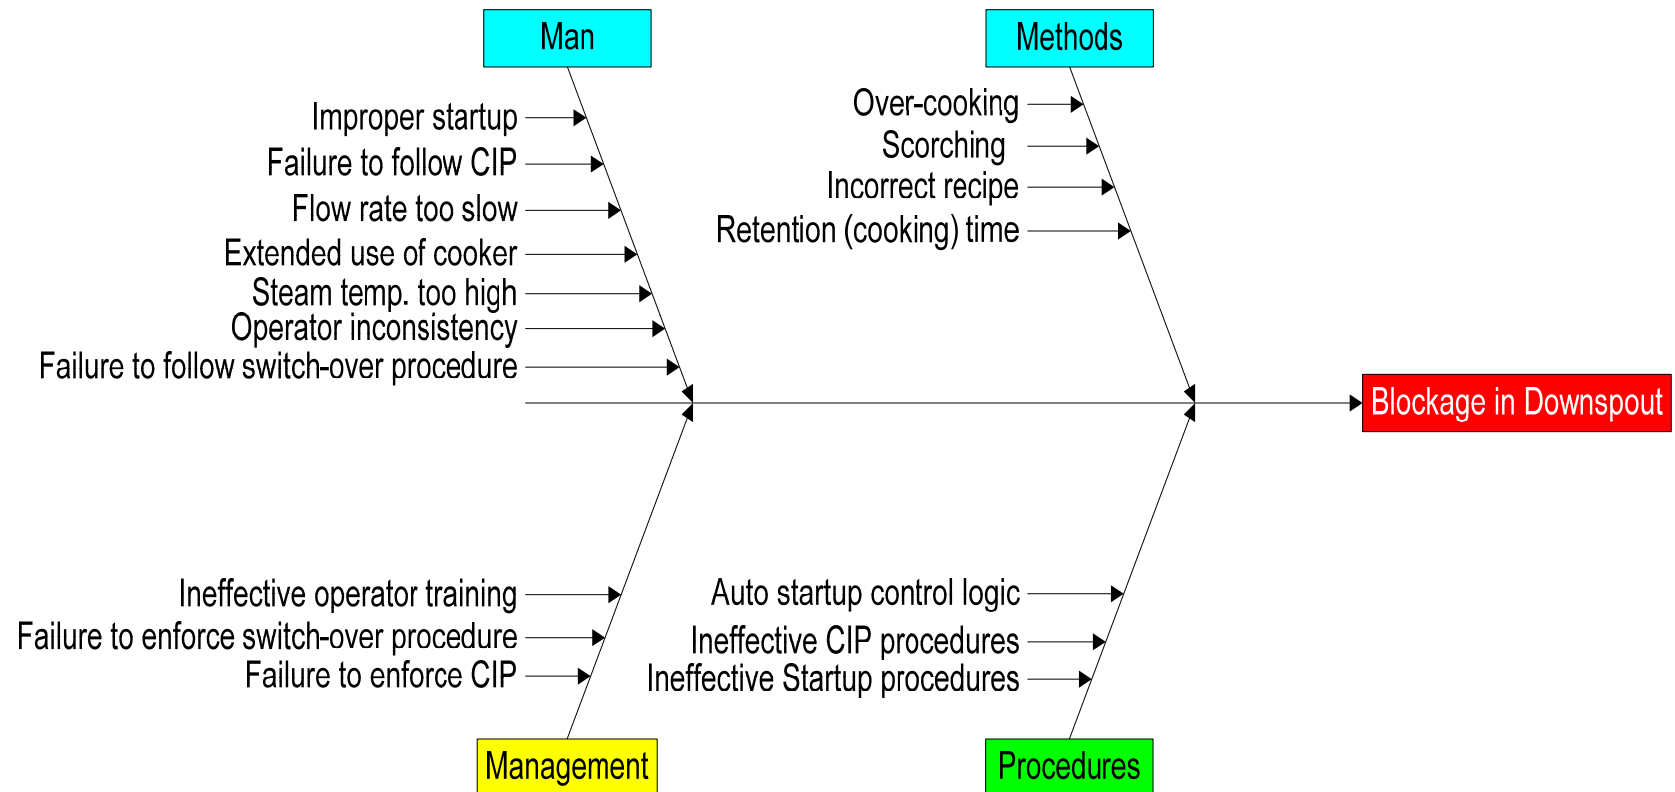 Man
Methods
Improper startup
Failure to follow CIP
Flow rate too slow
Extended use of cooker
Steam temp. too high
Operator inconsistency
Failure to follow switch-over procedure
Over-cooking
Scorching
Incorrect recipe
Retention (cooking) time
Blockage in Downspout
Ineffective operator training
Failure to enforce switch-over procedure
Failure to enforce CIP
Auto startup control logic
Ineffective CIP procedures
Ineffective Startup procedures
Management
Procedures